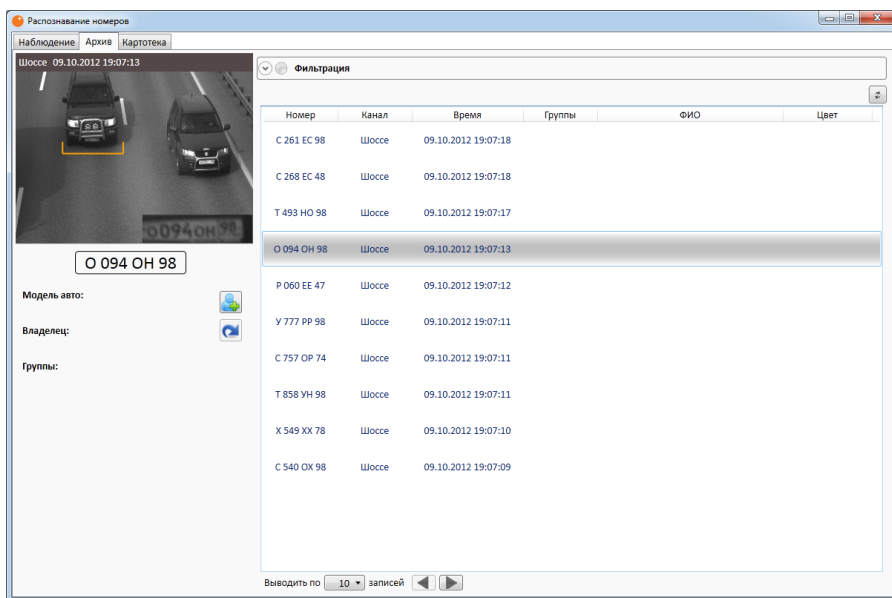 Распознавание номеров
Наблюдение Архив Картотека
Шоссе 09.10.2012 19:07:13
О094ОН 98
О 094 ОН 98
Модель авто:
Владелец:
Группы:
Фильтрация
Номер Канал Время Группы ФИО Цвет
С 261 ЕС 98 Шоссе 09.10.2012 19:07:18
С 268 ЕС 48 Шоссе 09.10.2012 19:07:18
Т 493 НО 98 Шоссе 09.10.2012 19:07:17
О 094 ОН 98 Шоссе 09.10.2012 19:07:13
Р 060 ЕЕ 47 Шоссе 09.10.2012 19:07:12
У 777 РР 98 Шоссе 09.10.2012 19:07:11
С 757 ОР 74 Шоссе 09.10.2012 19:07:11
Т 858 УН 98 Шоссе 09.10.2012 19:07:11
Х 549 ХХ 78 Шоссе 09.10.2012 19:07:10
С 540 ОХ 98 Шоссе 09.10.2012 19:07:09
Выводить по 10 записей